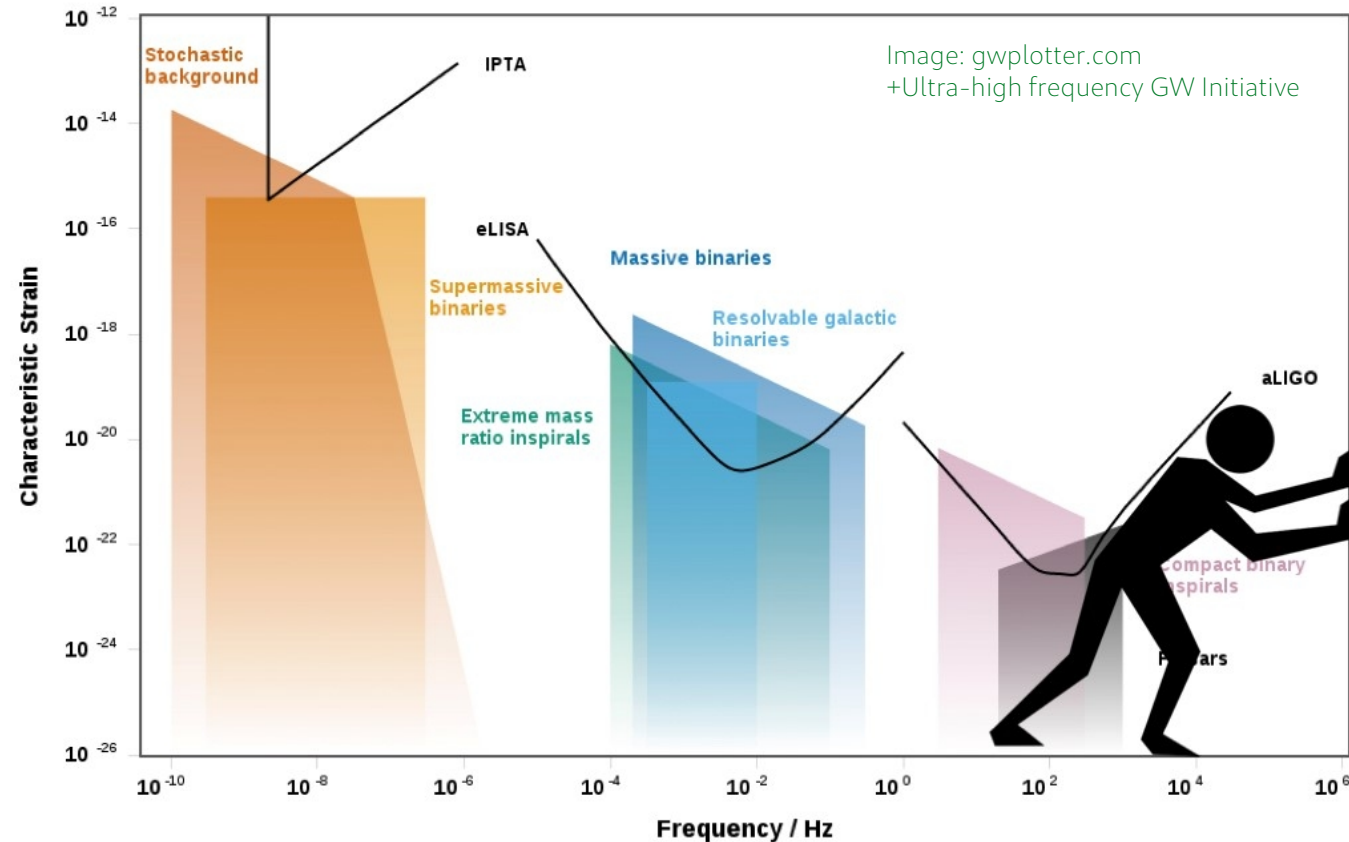 Image: gwplotter.com
+Ultra-high frequency GW Initiative
Characteristic Strain
10 -12
10 -14
10 -16
10 -18
10 -20
10 -22
10 -24
10 -26
Stochastic
background
IPTA
eLISA
Supermassive
binaries
Massive binaries
Resolvable galactic
binaries
Extreme mass
ratio inspirals
aLIGO
binary
10 -10
10 -8
10 -6
10 -4
10 -2
10 0
10 2
10 4
10 6
Frequency / Hz